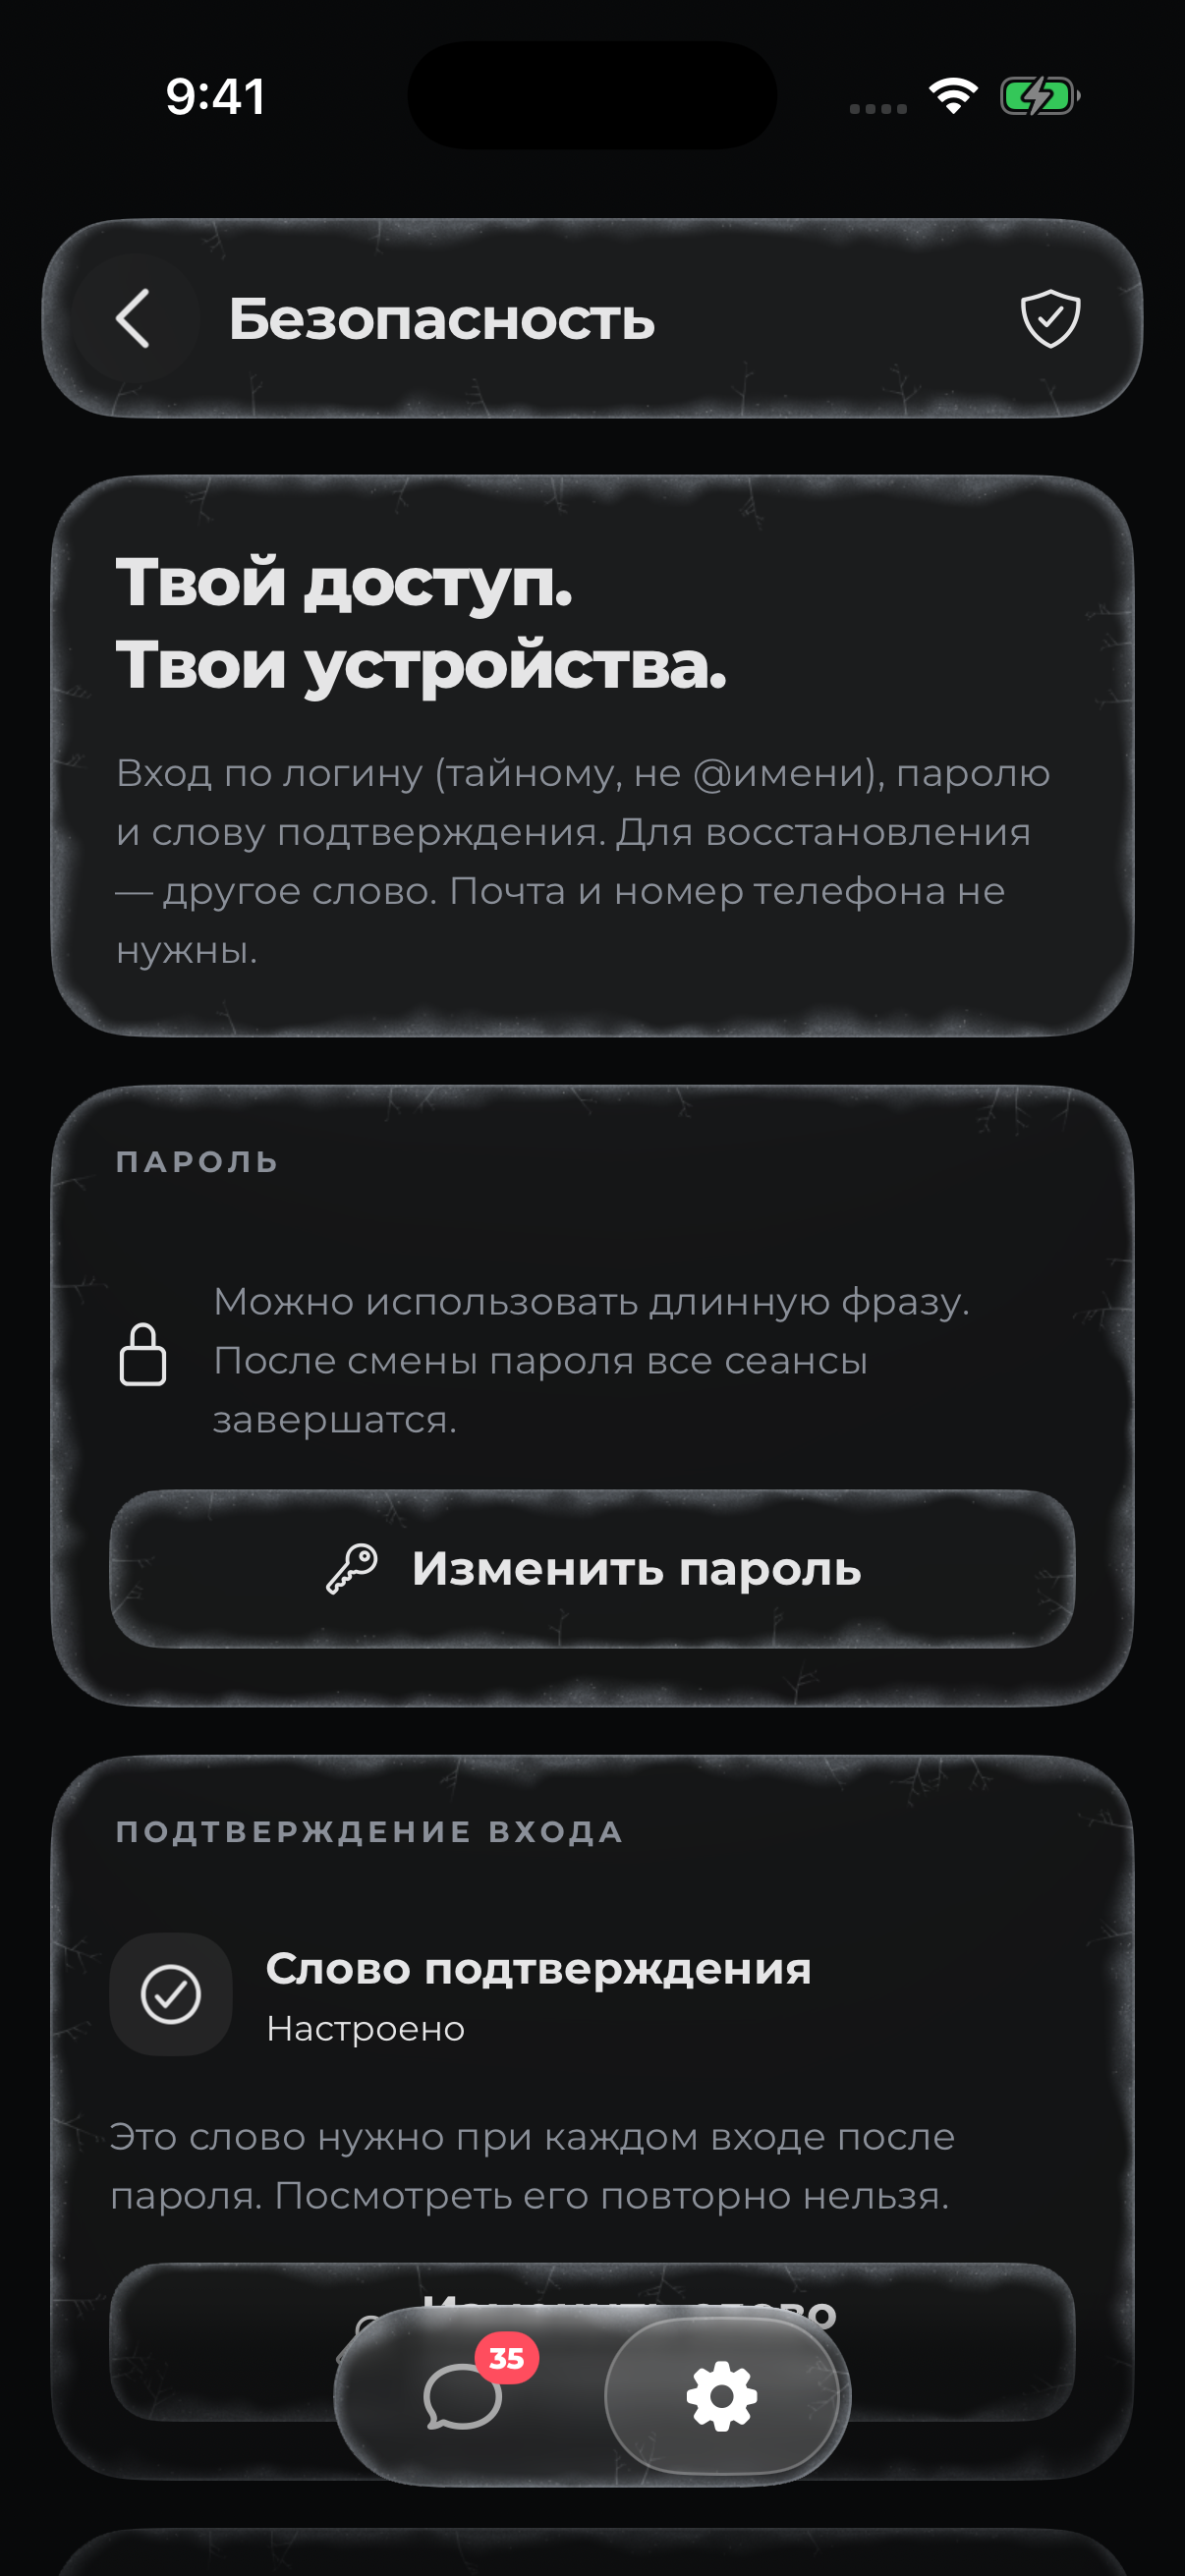 9:41
Безопасность
Твой доступ.
Твои устройства.
Вход по логину (тайному, не @имени), паролю
и слову подтверждения. Для восстановления
— другое слово. Почта и номер телефона не
нужны.
ПАРОЛЬ
Можно использовать длинную фразу.
После смены пароля все сеансы
завершатся.
Изменить пароль
ПОДТВЕРЖДЕНИЕ ВХОДА
Слово подтверждения
Настроено
Это слово нужно при каждом входе после
пароля. Посмотреть его повторно нельзя.
Изменить слово
35